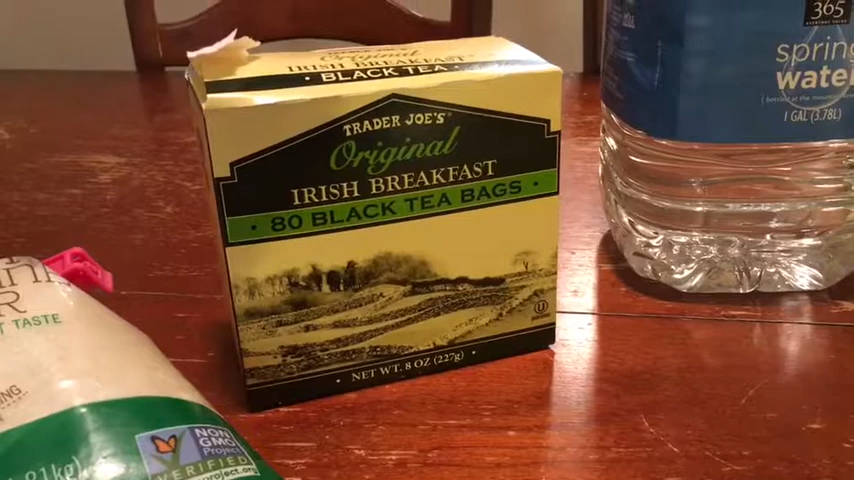 Original
IRISH BREAKFAST
BLACK TEA
TRADER JOE'S
Original
IRISH BREAKFAST
• 80 BLACK TEA BAGS •
• NET WT. 8 OZ (227g) •
365
spring
water
1 GAL (3.78L)
TASTE
NON
GMO
Project
VERIFIED